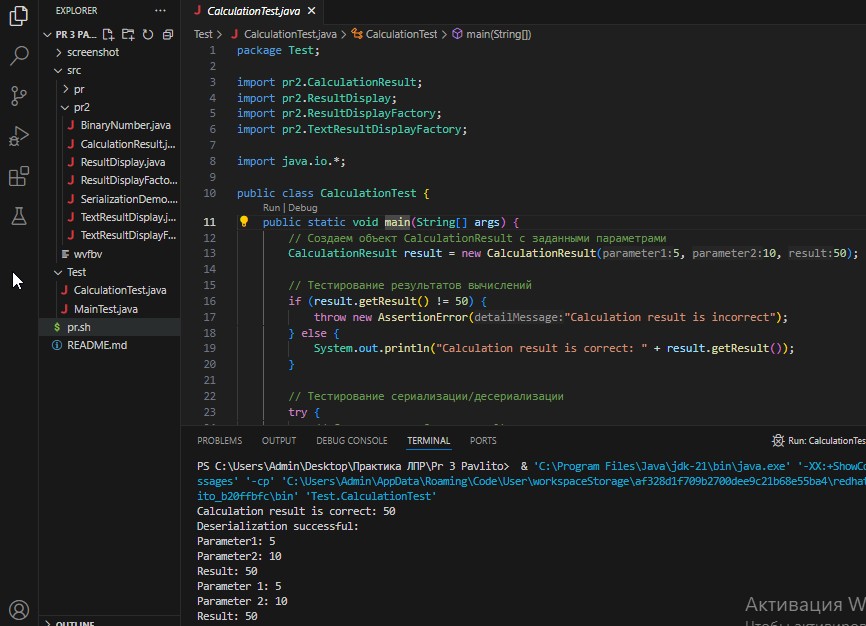 EXPLORER
PR 3 PA...
screenshot
src
pr
pr2
BinaryNumber.java
CalculationResult.j...
ResultDisplay.java
ResultDisplayFacto...
SerializationDemo....
TextResultDisplay.j...
TextResultDisplayF...
wvfbv
Test
CalculationTest.java
MainTest.java
pr.sh
README.md
OUTLINE
CalculationTest.java
Test > CalculationTest.java > CalculationTest > main(String[])
1 package Test;
2
3 import pr2.CalculationResult;
4 import pr2.ResultDisplay;
5 import pr2.ResultDisplayFactory;
6 import pr2.TextResultDisplayFactory;
7
8 import java.io.*;
9
10 public class CalculationTest {
Run | Debug
11 public static void main(String[] args) {
12 // Создаем объект CalculationResult с заданными параметрами
13 CalculationResult result = new CalculationResult(parameter1:5, parameter2:10, result:50);
14
15 // Тестирование результатов вычислений
16 if (result.getResult() != 50) {
17 throw new AssertionError(detailMessage:"Calculation result is incorrect");
18 } else {
19 System.out.println("Calculation result is correct: " + result.getResult());
20 }
21
22 // Тестирование сериализации/десериализации
23 try {
PROBLEMS OUTPUT DEBUG CONSOLE TERMINAL PORTS
Run: CalculationTes
PS C:\Users\Admin\Desktop\Практика ЛПР\Pr 3 Pavlito> & 'C:\Program Files\Java\jdk-21\bin\java.exe' '-XX:+ShowCo
ssages' '-cp' 'C:\Users\Admin\AppData\Roaming\Code\User\workspaceStorage\af328d1f709b2700dee9c21b68e55ba4\redhat
ito_b20ffbfc\bin' 'Test.CalculationTest'
Calculation result is correct: 50
Deserialization successful:
Parameter1: 5
Parameter2: 10
Result: 50
Parameter 1: 5
Parameter 2: 10
Result: 50
Активация W